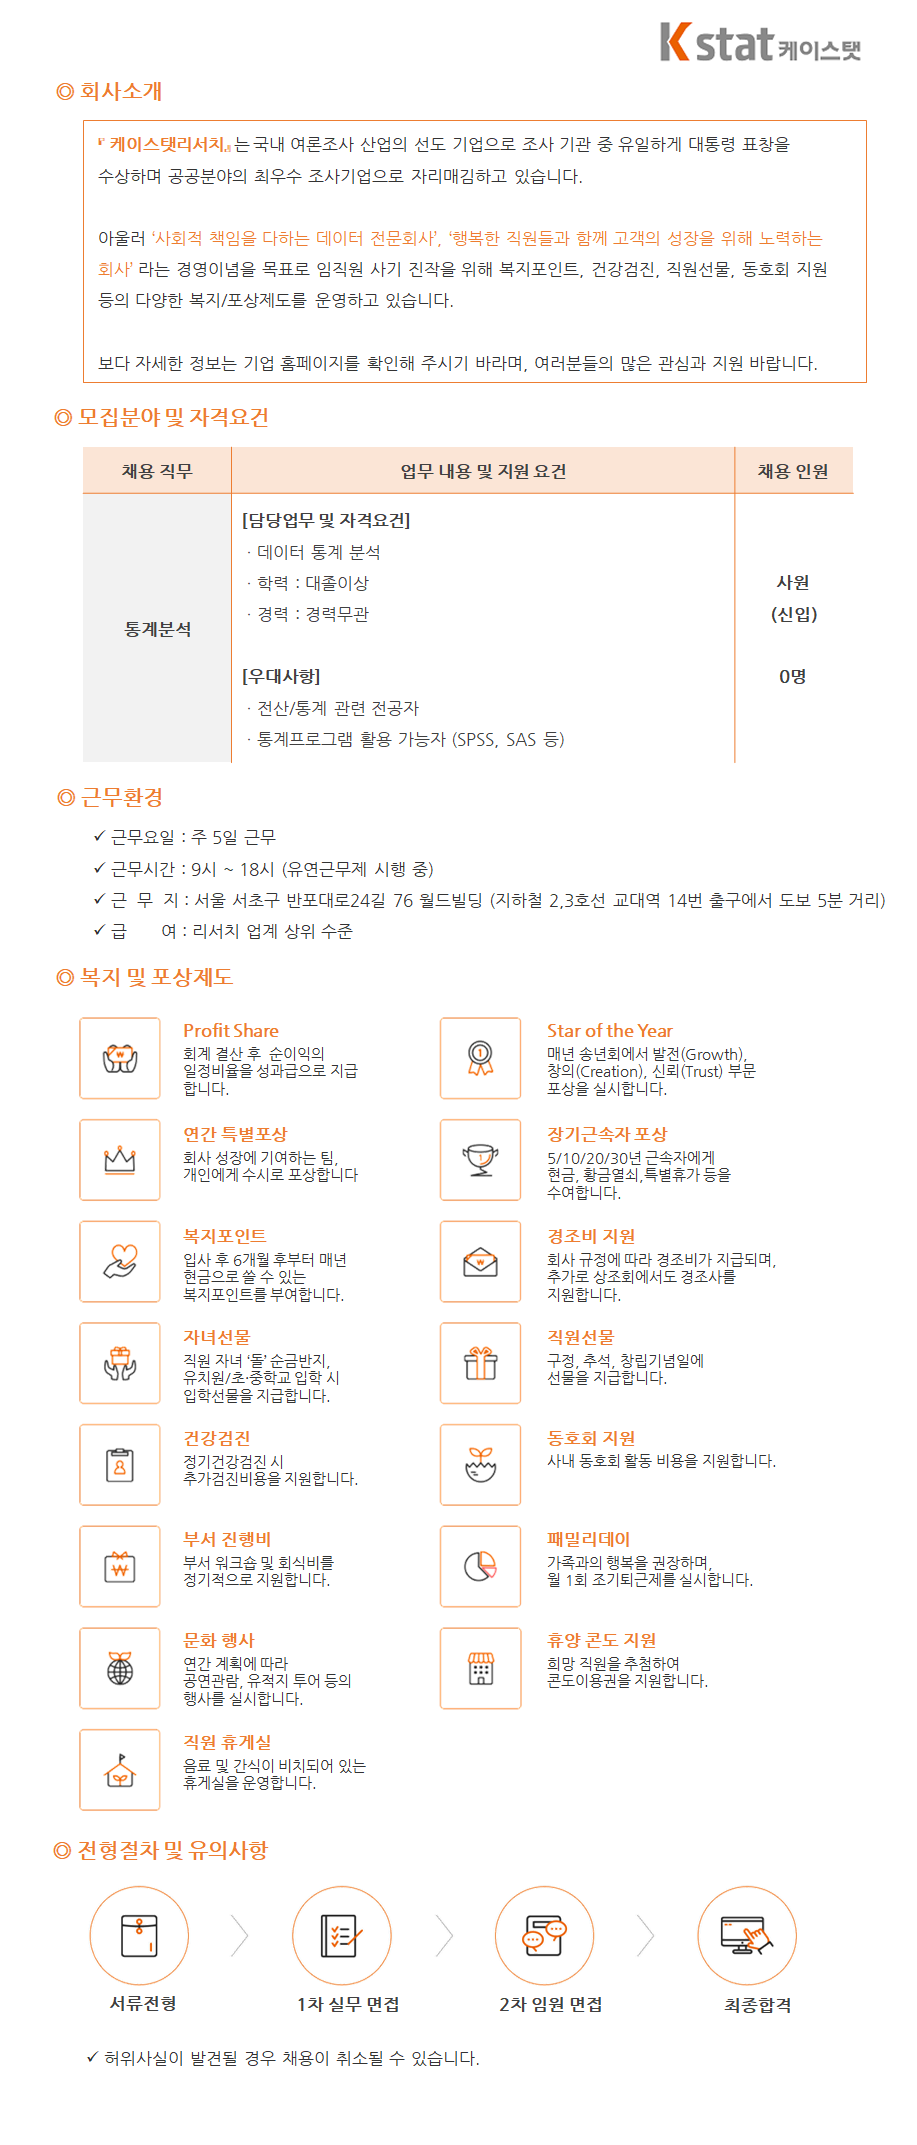 Kstat케이스탯
◎ 회사소개
『케이스탯리서치』는 국내 여론조사 산업의 선도 기업으로 조사 기관 중 유일하게 대통령 표창을
수상하며 공공분야의 최우수 조사기업으로 자리매김하고 있습니다.
아울러 ‘사회적 책임을 다하는 데이터 전문회사’, ‘행복한 직원들과 함께 고객의 성장을 위해 노력하는
회사’ 라는 경영이념을 목표로 임직원 사기 진작을 위해 복지포인트, 건강검진, 직원선물, 동호회 지원
등의 다양한 복지/포상제도를 운영하고 있습니다.
보다 자세한 정보는 기업 홈페이지를 확인해 주시기 바라며, 여러분들의 많은 관심과 지원 바랍니다.
◎ 모집분야 및 자격요건
채용 직무
업무 내용 및 지원 요건
채용 인원
통계분석
[담당업무 및 자격요건]
· 데이터 통계 분석
· 학력 : 대졸이상
· 경력 : 경력무관
[우대사항]
· 전산/통계 관련 전공자
· 통계프로그램 활용 가능자 (SPSS, SAS 등)
사원
(신입)
0명
◎ 근무환경
✓ 근무요일 : 주 5일 근무
✓ 근무시간 : 9시 ~ 18시 (유연근무제 시행 중)
✓ 근 무 지 : 서울 서초구 반포대로24길 76 월드빌딩 (지하철 2,3호선 교대역 14번 출구에서 도보 5분 거리)
✓ 급 여 : 리서치 업계 상위 수준
◎ 복지 및 포상제도
Profit Share
회계 결산 후 순이익의
일정비율을 성과급으로 지급
합니다.
Star of the Year
매년 송년회에서 발전(Growth),
창의(Creation), 신뢰(Trust) 부문
포상을 실시합니다.
연간 특별포상
회사 성장에 기여하는 팀,
개인에게 수시로 포상합니다
장기근속자 포상
5/10/20/30년 근속자에게
현금, 황금열쇠,특별휴가 등을
수여합니다.
복지포인트
입사 후 6개월 후부터 매년
현금으로 쓸 수 있는
복지포인트를 부여합니다.
경조비 지원
회사 규정에 따라 경조비가 지급되며,
추가로 상조회에서도 경조사를
지원합니다.
자녀선물
직원 자녀 ‘돌’ 순금반지,
유치원/초·중학교 입학 시
입학선물을 지급합니다.
직원선물
구정, 추석, 창립기념일에
선물을 지급합니다.
건강검진
정기건강검진 시
추가검진비용을 지원합니다.
동호회 지원
사내 동호회 활동 비용을 지원합니다.
부서 진행비
부서 워크숍 및 회식비를
정기적으로 지원합니다.
패밀리데이
가족과의 행복을 권장하며,
월 1회 조기퇴근제를 실시합니다.
문화 행사
연간 계획에 따라
공연관람, 유적지 투어 등의
행사를 실시합니다.
휴양 콘도 지원
희망 직원을 추첨하여
콘도이용권을 지원합니다.
직원 휴게실
음료 및 간식이 비치되어 있는
휴게실을 운영합니다.
◎ 전형절차 및 유의사항
서류전형
1차 실무 면접
2차 임원 면접
최종합격
✓ 허위사실이 발견될 경우 채용이 취소될 수 있습니다.